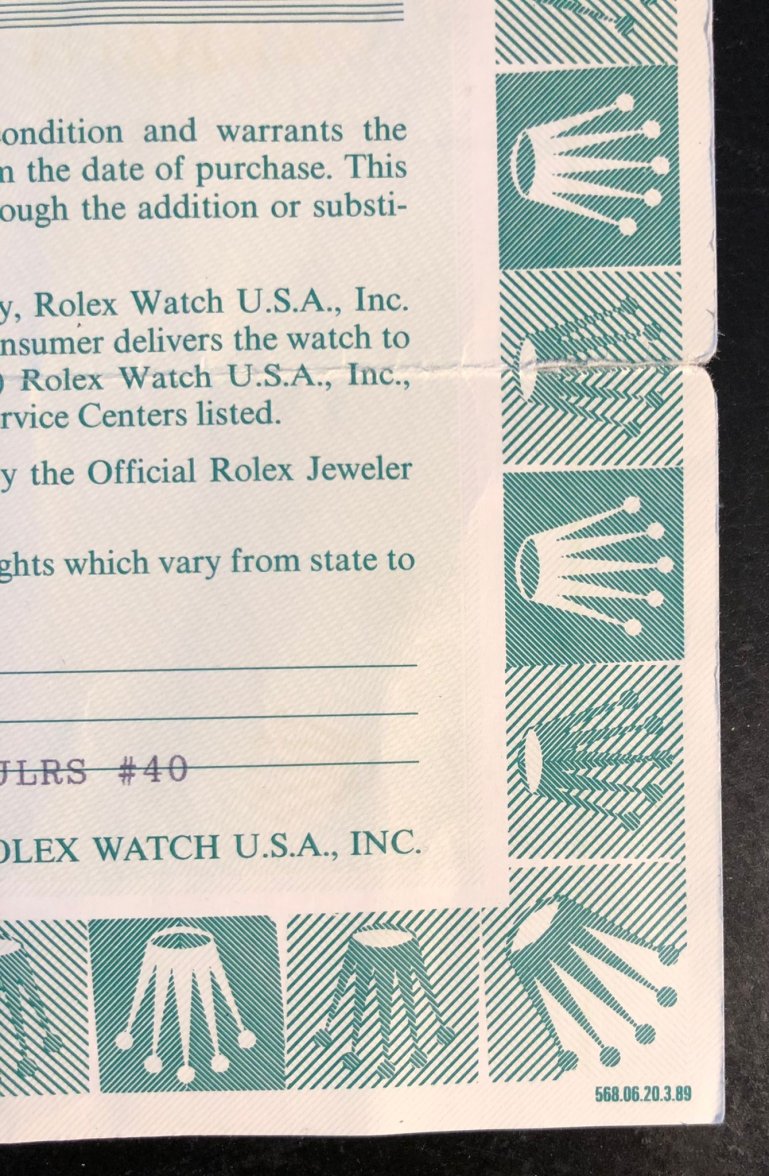 ondition and warrants the
n the date of purchase. This
ough the addition or substi-
y, Rolex Watch U.S.A., Inc.
nsumer delivers the watch to
) Rolex Watch U.S.A., Inc.,
rvice Centers listed.
y the Official Rolex Jeweler
ghts which vary from state to
JLRS #40
OLEX WATCH U.S.A., INC.
568.06.20.3.89